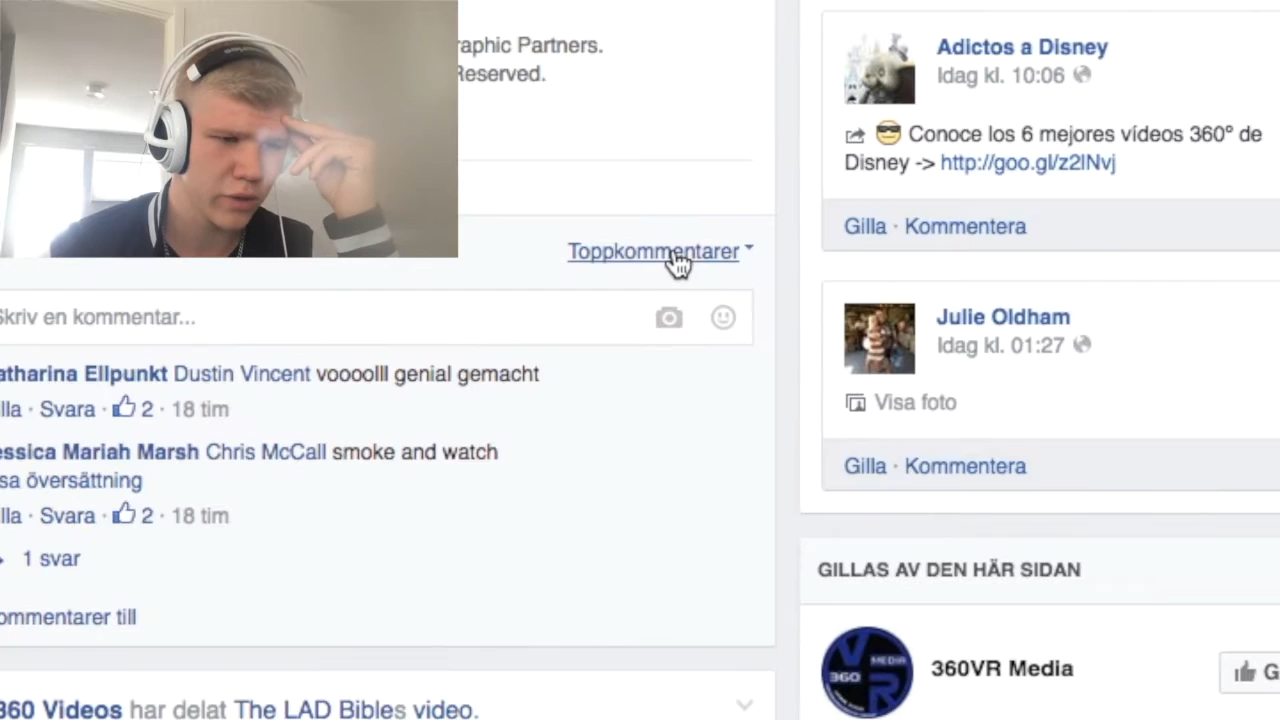 raphic Partners.
Reserved.
Toppkommentarer
Skriv en kommentar...
atharina Ellpunkt Dustin Vincent voooolll genial gemacht
lla · Svara · 2 · 18 tim
essica Mariah Marsh Chris McCall smoke and watch
sa översättning
lla · Svara · 2 · 18 tim
1 svar
ommentarer till
360 Videos har delat The LAD Bibles video.
Adictos a Disney
Idag kl. 10:06
Conoce los 6 mejores vídeos 360º de
Disney -> http://goo.gl/z2lNvj
Gilla · Kommentera
Julie Oldham
Idag kl. 01:27
Visa foto
Gilla · Kommentera
GILLAS AV DEN HÄR SIDAN
V MEDIA
360 R
360VR Media
G